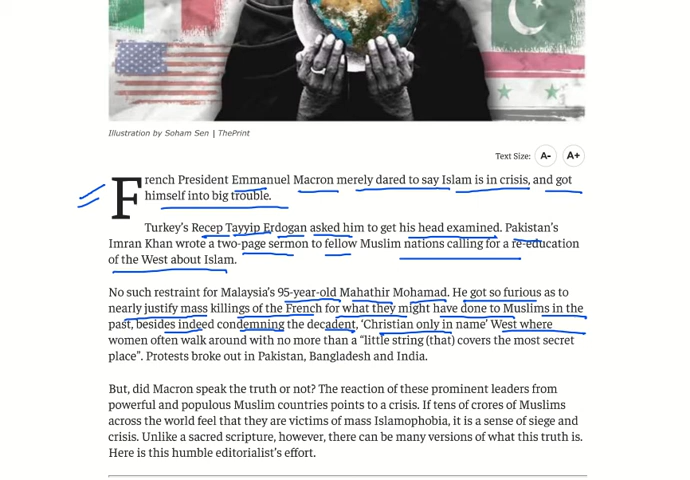 Illustration by Soham Sen | ThePrint
Text Size: A- A+
French President Emmanuel Macron merely dared to say Islam is in crisis, and got
himself into big trouble.
Turkey's Recep Tayyip Erdogan asked him to get his head examined. Pakistan's
Imran Khan wrote a two-page sermon to fellow Muslim nations calling for a re-education
of the West about Islam.
No such restraint for Malaysia's 95-year-old Mahathir Mohamad. He got so furious as to
nearly justify mass killings of the French for what they might have done to Muslims in the
past, besides indeed condemning the decadent, 'Christian only in name' West where
women often walk around with no more than a "little string (that) covers the most secret
place". Protests broke out in Pakistan, Bangladesh and India.
But, did Macron speak the truth or not? The reaction of these prominent leaders from
powerful and populous Muslim countries points to a crisis. If tens of crores of Muslims
across the world feel that they are victims of mass Islamophobia, it is a sense of siege and
crisis. Unlike a sacred scripture, however, there can be many versions of what this truth is.
Here is this humble editorialist's effort.